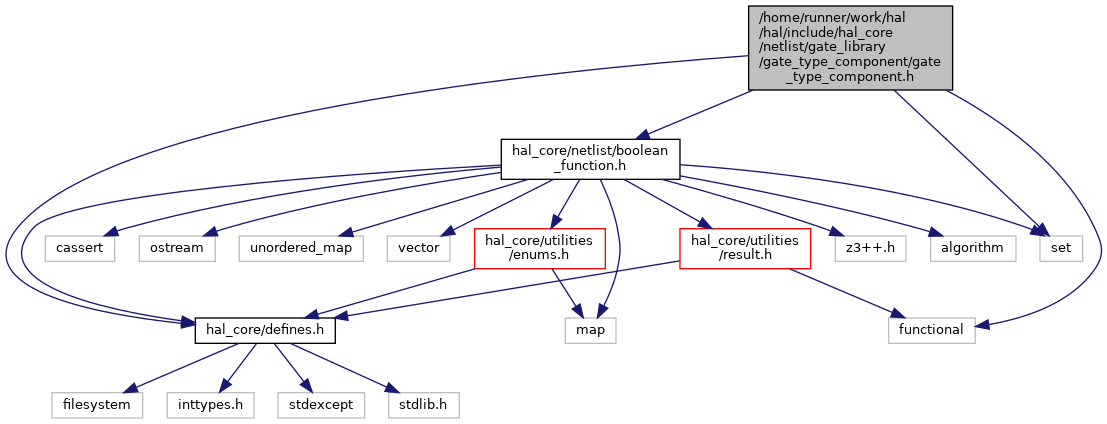 /home/runner/work/hal
/hal/include/hal_core
/netlist/gate_library
/gate_type_component/gate
_type_component.h
hal_core/netlist/boolean
_function.h
cassert
ostream
unordered_map
vector
hal_core/utilities
/enums.h
hal_core/utilities
/result.h
z3++.h
algorithm
set
hal_core/defines.h
map
functional
filesystem
inttypes.h
stdexcept
stdlib.h